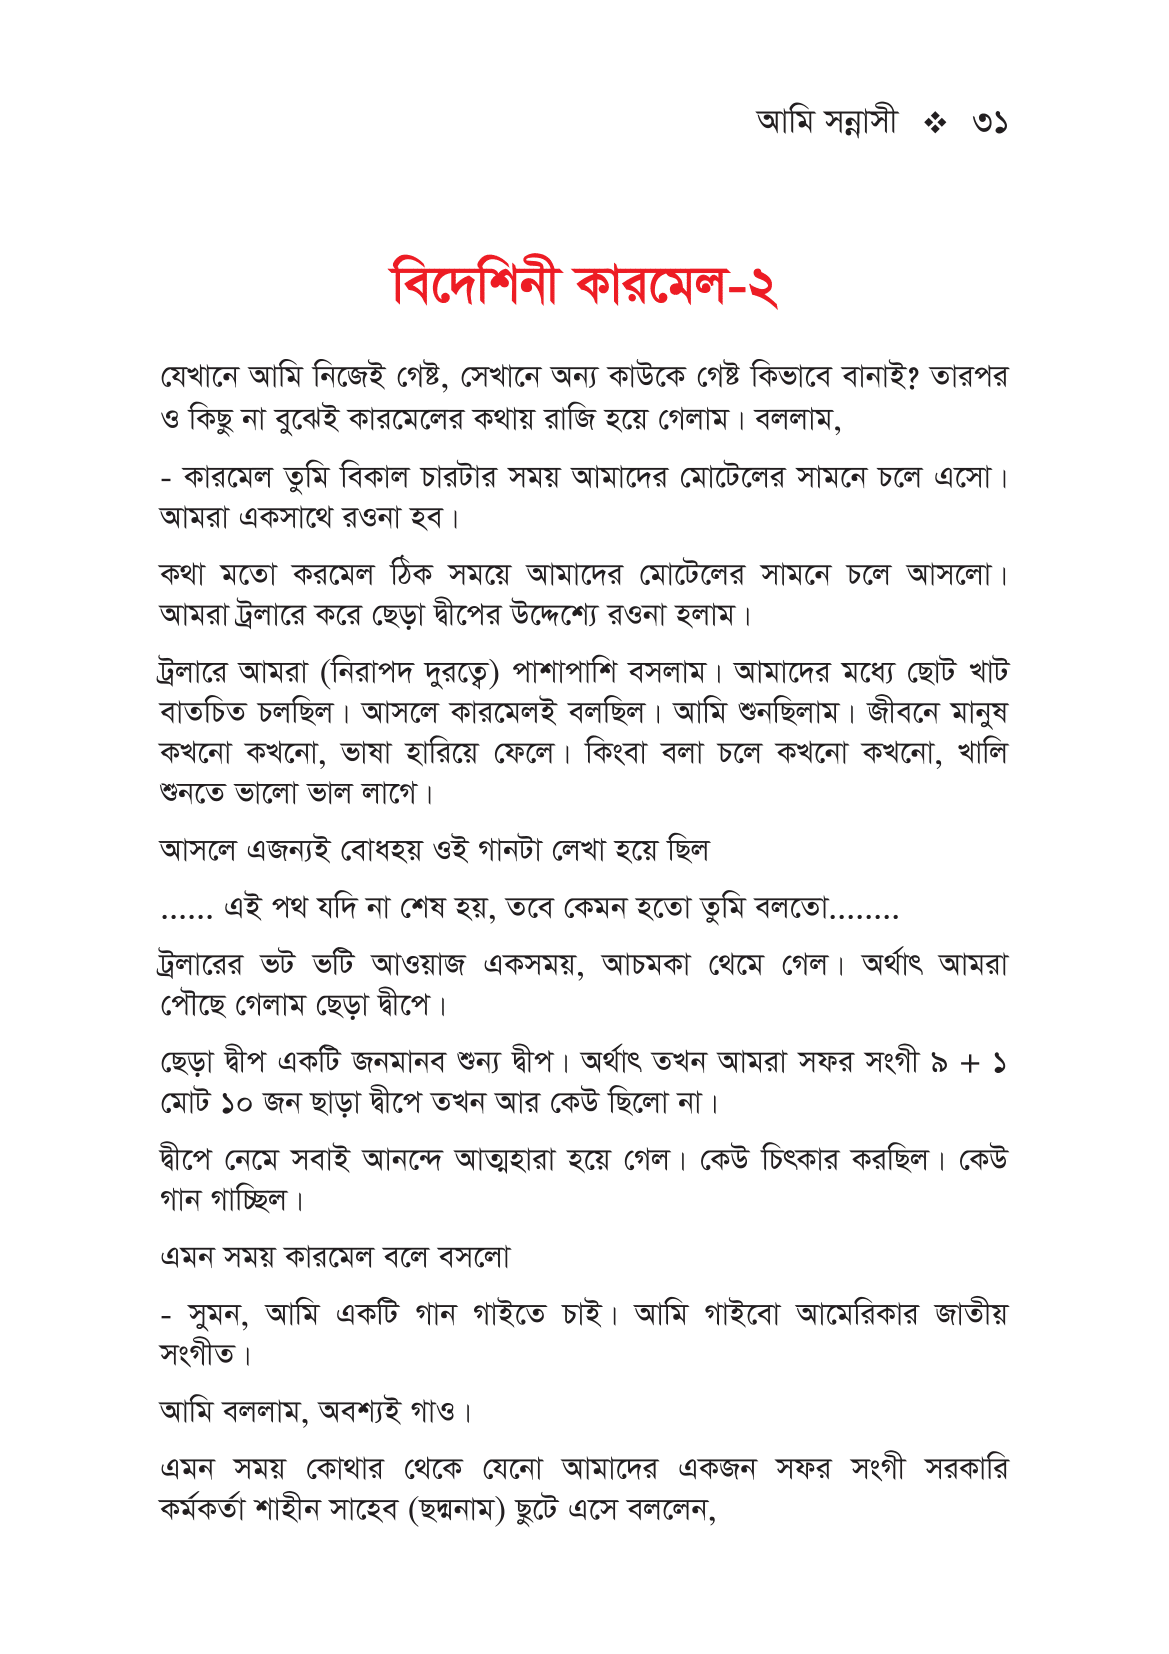 আমি সন্নাসী ❖ ৩১
বিদেশিনী কারমেল-২
যেখানে আমি নিজেই গেষ্ট, সেখানে অন্য কাউকে গেষ্ট কিভাবে বানাই? তারপর
ও কিছু না বুঝেই কারমেলের কথায় রাজি হয়ে গেলাম। বললাম,
- কারমেল তুমি বিকাল চারটার সময় আমাদের মোটেলের সামনে চলে এসো।
আমরা একসাথে রওনা হব।
কথা মতো করমেল ঠিক সময়ে আমাদের মোটেলের সামনে চলে আসলো।
আমরা ট্রলারে করে ছেড়া দ্বীপের উদ্দেশ্যে রওনা হলাম।
ট্রলারে আমরা (নিরাপদ দুরত্বে) পাশাপাশি বসলাম। আমাদের মধ্যে ছোট খাট
বাতচিত চলছিল। আসলে কারমেলই বলছিল। আমি শুনছিলাম। জীবনে মানুষ
কখনো কখনো, ভাষা হারিয়ে ফেলে। কিংবা বলা চলে কখনো কখনো, খালি
শুনতে ভালো ভাল লাগে।
আসলে এজন্যই বোধহয় ওই গানটা লেখা হয়ে ছিল
...... এই পথ যদি না শেষ হয়, তবে কেমন হতো তুমি বলতো........
ট্রলারের ভট ভটি আওয়াজ একসময়, আচমকা থেমে গেল। অর্থাৎ আমরা
পৌছে গেলাম ছেড়া দ্বীপে।
ছেড়া দ্বীপ একটি জনমানব শুন্য দ্বীপ। অর্থাৎ তখন আমরা সফর সংগী ৯ + ১
মোট ১০ জন ছাড়া দ্বীপে তখন আর কেউ ছিলো না।
দ্বীপে নেমে সবাই আনন্দে আত্মহারা হয়ে গেল। কেউ চিৎকার করছিল। কেউ
গান গাচ্ছিল।
এমন সময় কারমেল বলে বসলো
- সুমন, আমি একটি গান গাইতে চাই। আমি গাইবো আমেরিকার জাতীয়
সংগীত।
আমি বললাম, অবশ্যই গাও।
এমন সময় কোথার থেকে যেনো আমাদের একজন সফর সংগী সরকারি
কর্মকর্তা শাহীন সাহেব (ছদ্মনাম) ছুটে এসে বললেন,